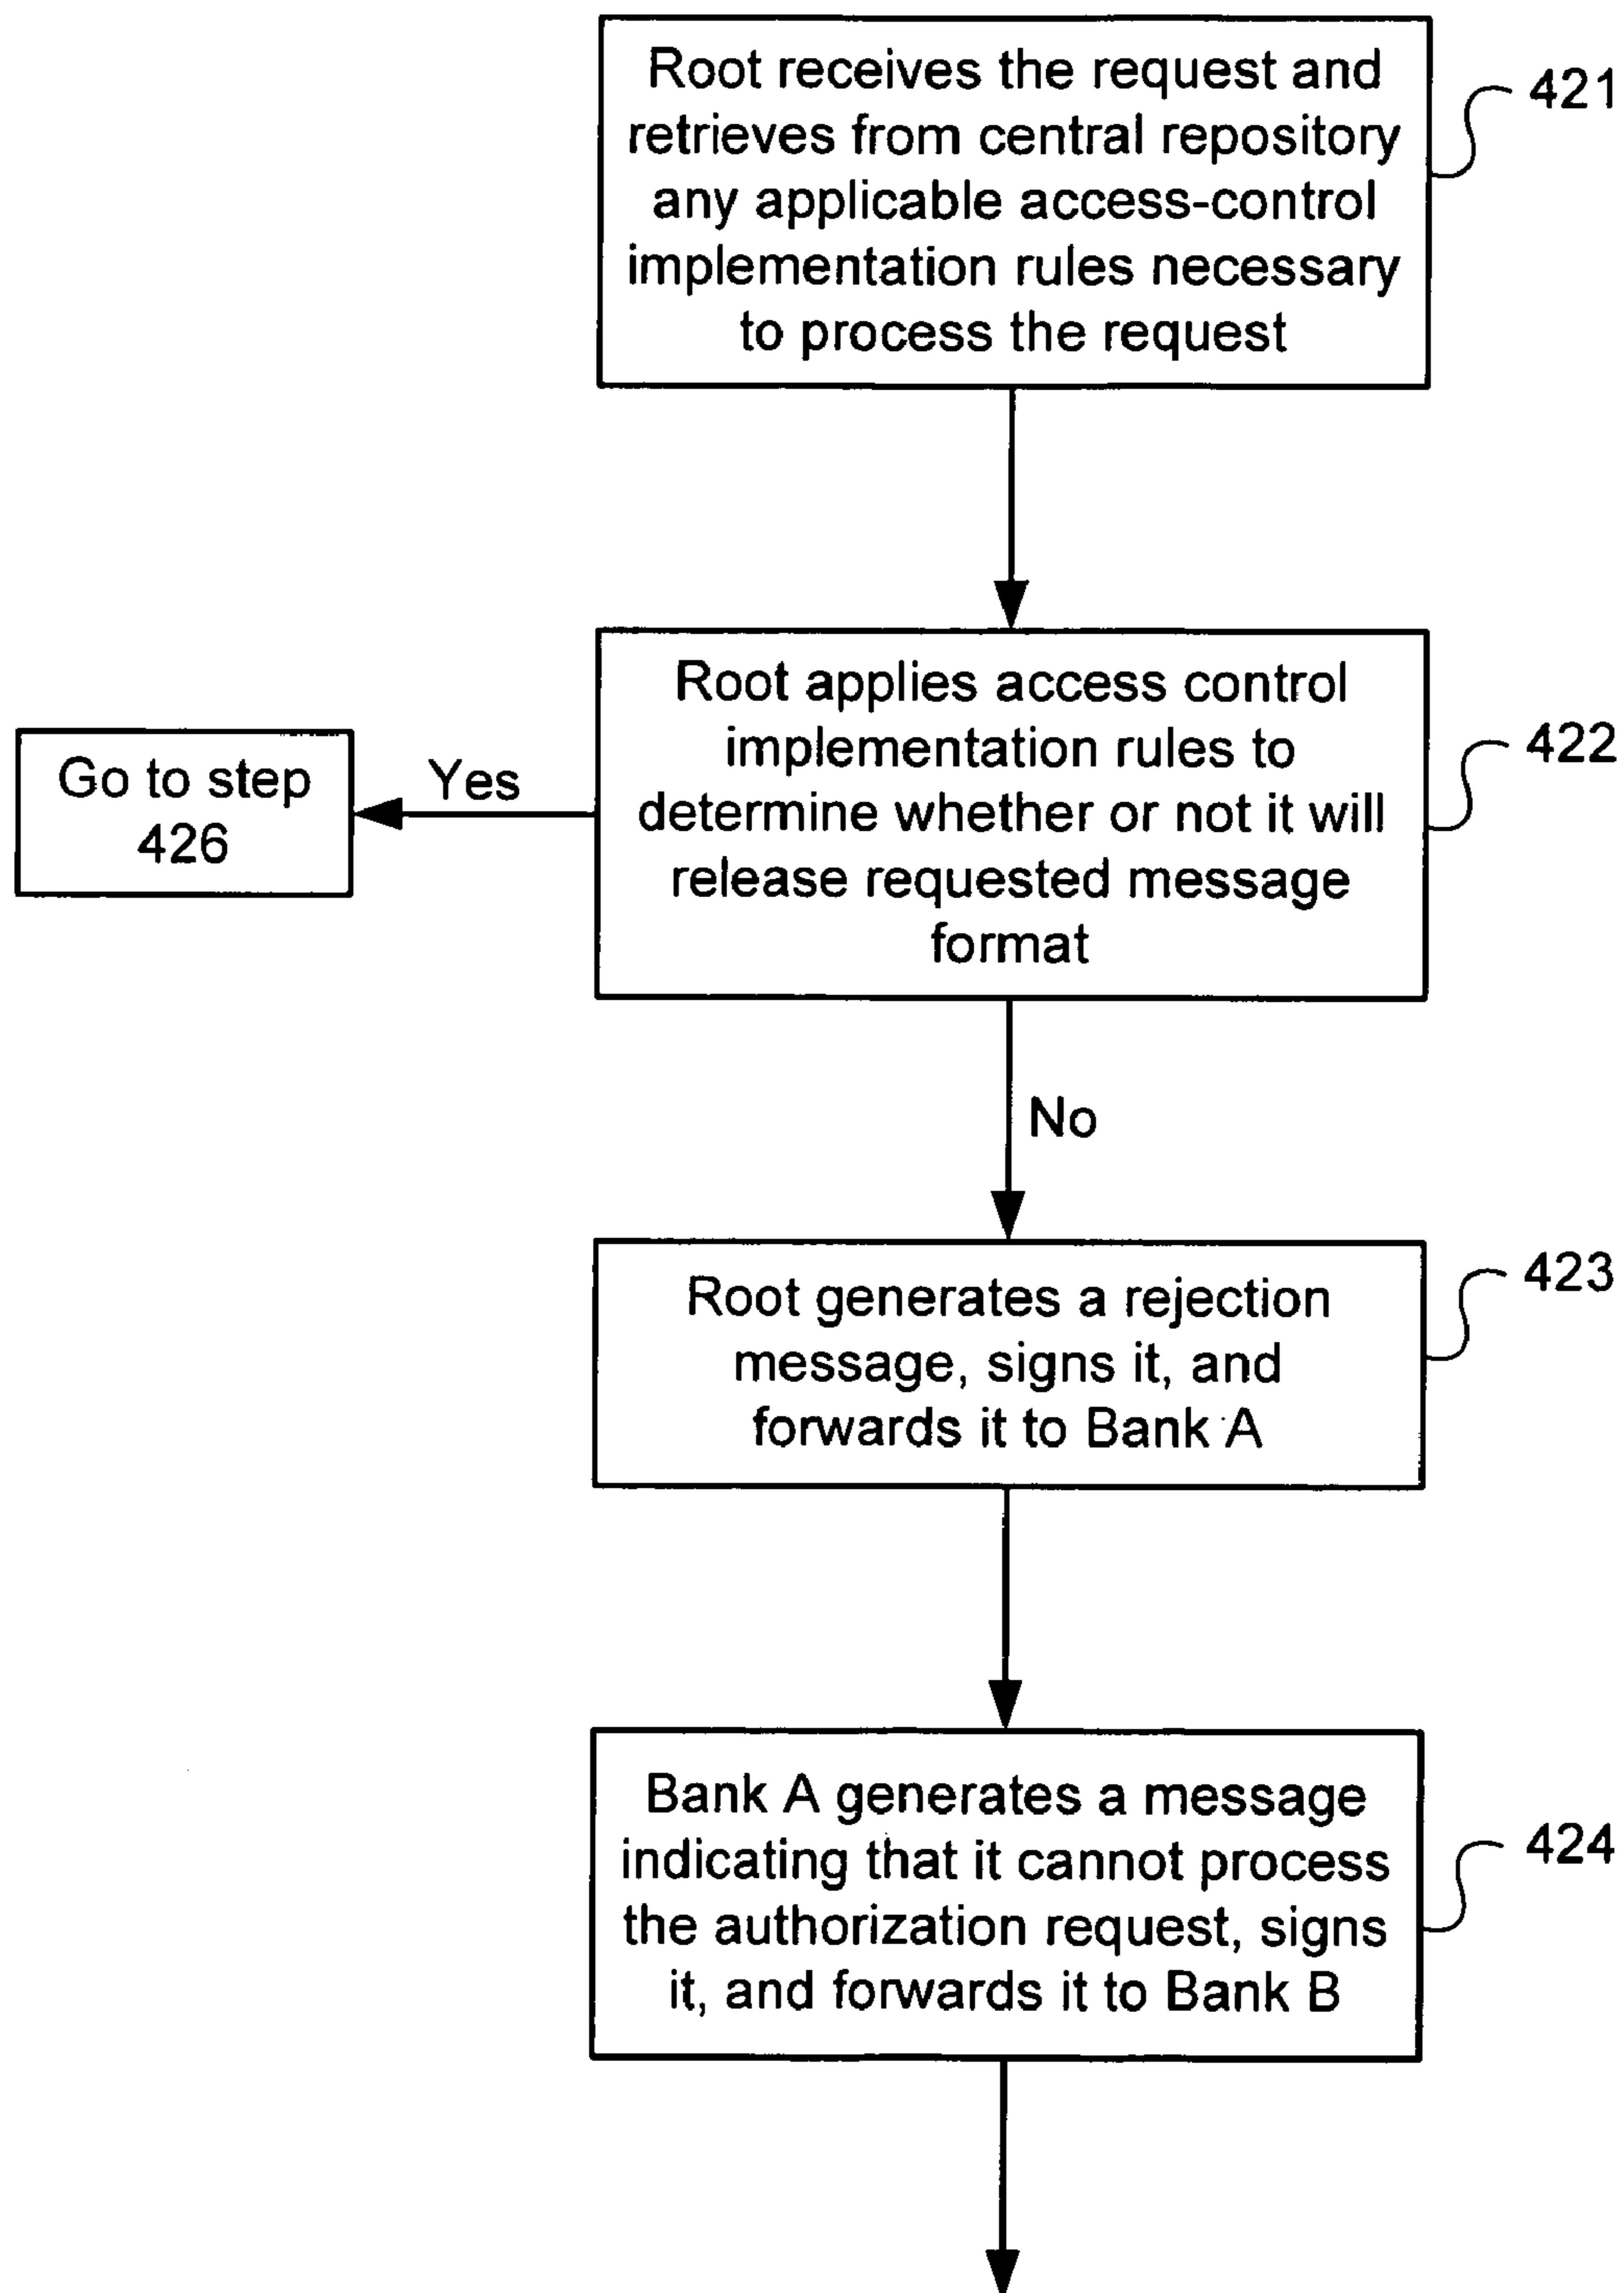 Root receives the request and
retrieves from central repository
any applicable access-control
implementation rules necessary
to process the request
421
Root applies access control
implementation rules to
determine whether or not it will
release requested message
format
422
Go to step
426
Yes
No
Root generates a rejection
message, signs it, and
forwards it to Bank A
423
Bank A generates a message
indicating that it cannot process
the authorization request, signs
it, and forwards it to Bank B
424